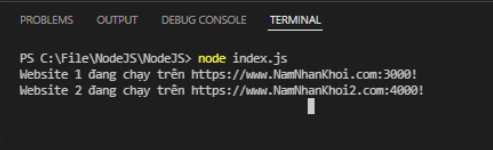 PROBLEMS OUTPUT DEBUG CONSOLE TERMINAL
PS C:\File\NodeJS\NodeJS> node index.js
Website 1 đang chạy trên https://www.NamNhanKhoi.com:3000!
Website 2 đang chạy trên https://www.NamNhanKhoi2.com:4000!